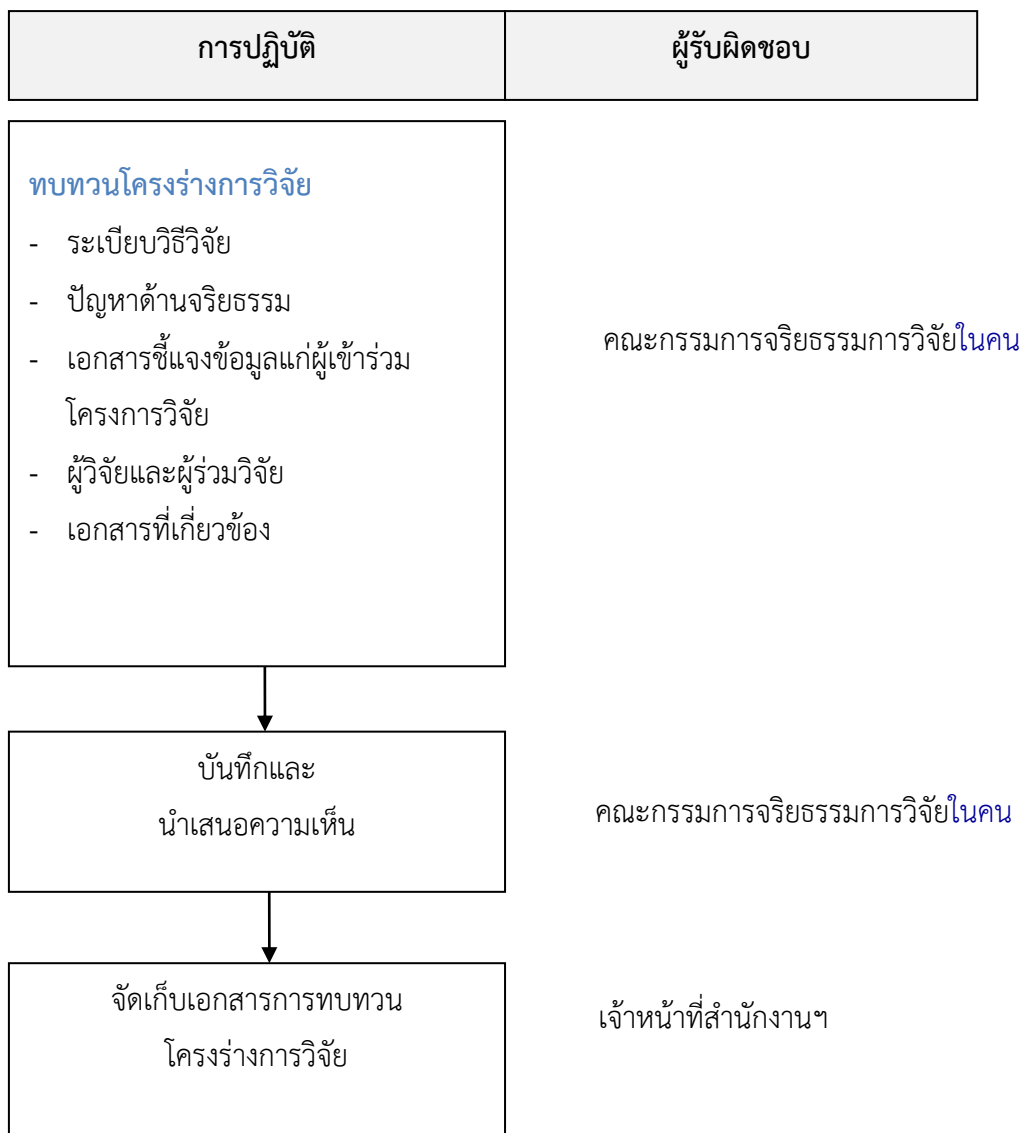 การปฏิบัติ ผู้รับผิดชอบ
ทบทวนโครงร่างการวิจัย
- ระเบียบวิธีวิจัย
- ปัญหาด้านจริยธรรม
- เอกสารชี้แจงข้อมูลแก่ผู้เข้าร่วม
โครงการวิจัย
- ผู้วิจัยและผู้ร่วมวิจัย
- เอกสารที่เกี่ยวข้อง
คณะกรรมการจริยธรรมการวิจัยในคน
บันทึกและ
นำเสนอความเห็น
คณะกรรมการจริยธรรมการวิจัยในคน
จัดเก็บเอกสารการทบทวน
โครงร่างการวิจัย
เจ้าหน้าที่สำนักงานฯ